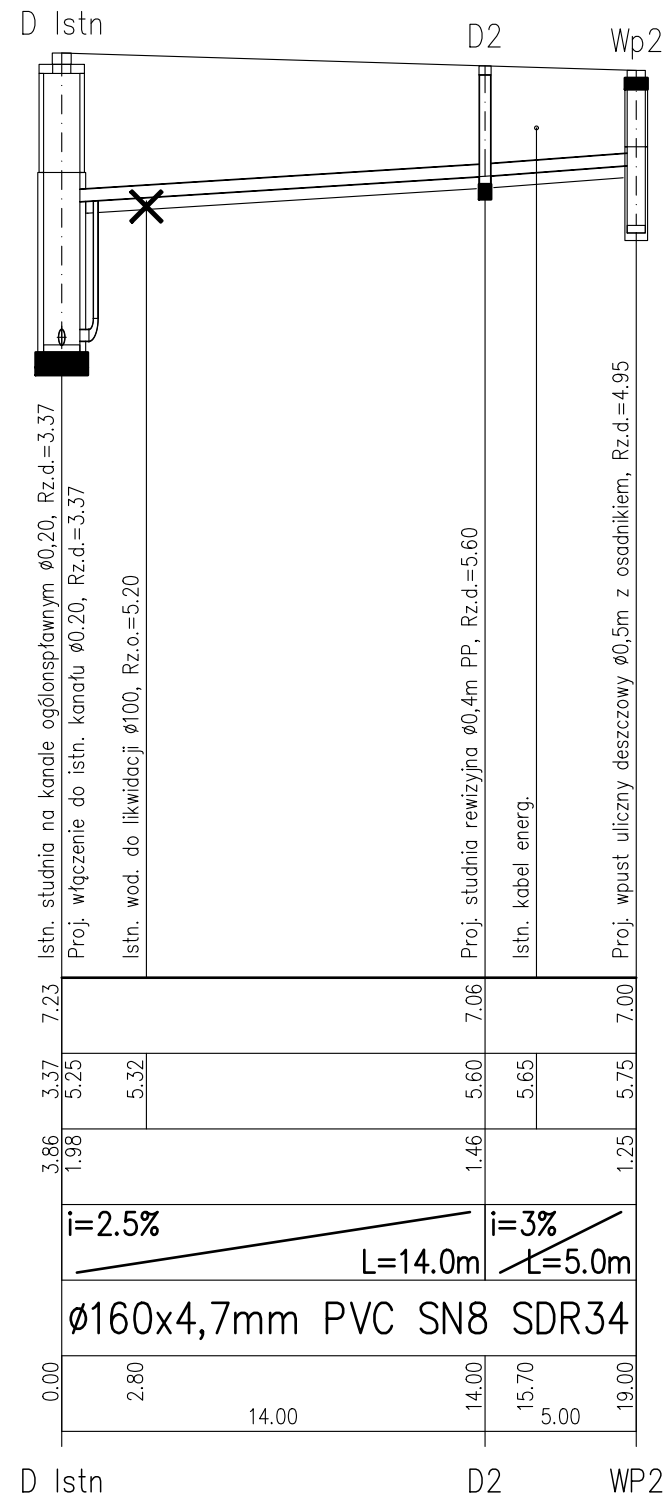 D Istn
D2
Wp2
Istn. studnia na kanale ogólonspławnym ø0,20, Rz.d.=3.37
Proj. włączenie do istn. kanału ø0.20, Rz.d.=3.37
Istn. wod. do likwidacji ø100, Rz.o.=5.20
Proj. studnia rewizyjna ø0,4m PP, Rz.d.=5.60
Istn. kabel energ.
Proj. wpust uliczny deszczowy ø0,5m z osadnikiem, Rz.d.=4.95
7.23
7.06
7.00
3.37
5.25
5.32
5.60
5.65
5.75
3.86
1.98
1.46
1.25
i=2.5%
L=14.0m
i=3%
L=5.0m
ø160x4,7mm PVC SN8 SDR34
0.00
2.80
14.00
15.70
19.00
14.00
5.00
D Istn
D2
WP2